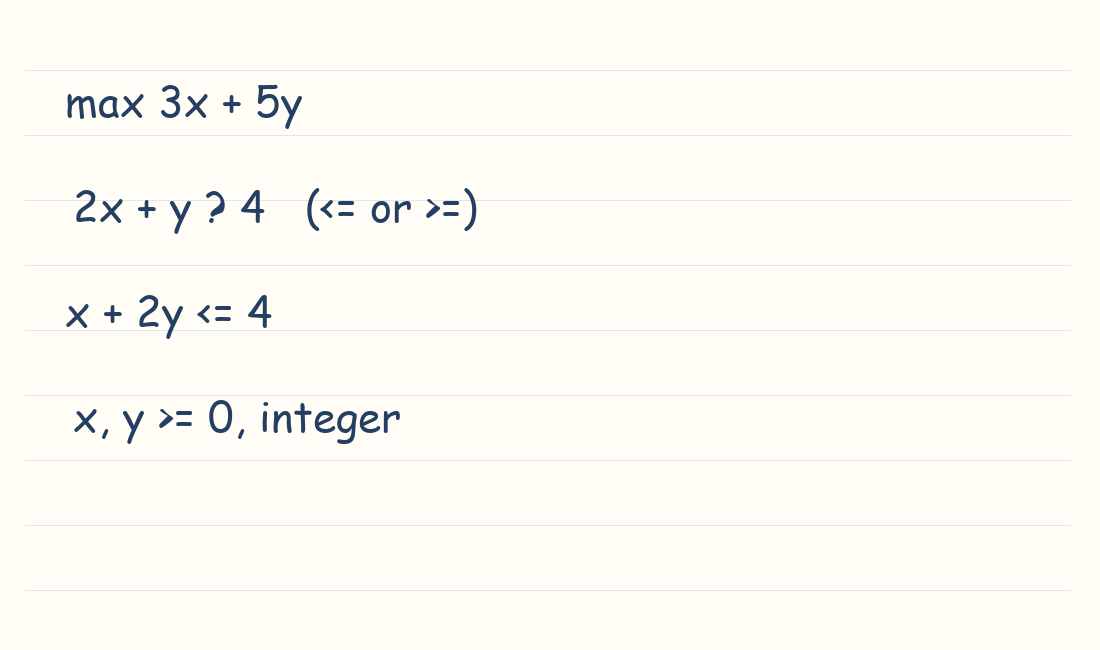 max 3x + 5y
2x + y ? 4 (<= or >=)
x + 2y <= 4
x, y >= 0, integer